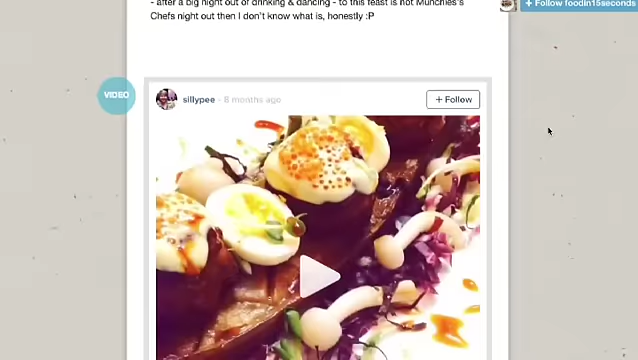 - after a big night out of drinking & dancing - to this feast is not Munchies's
Chefs night out then I don't know what is, honestly :P
+ Follow foodin15seconds
VIDEO
sillypee - 8 months ago
+ Follow